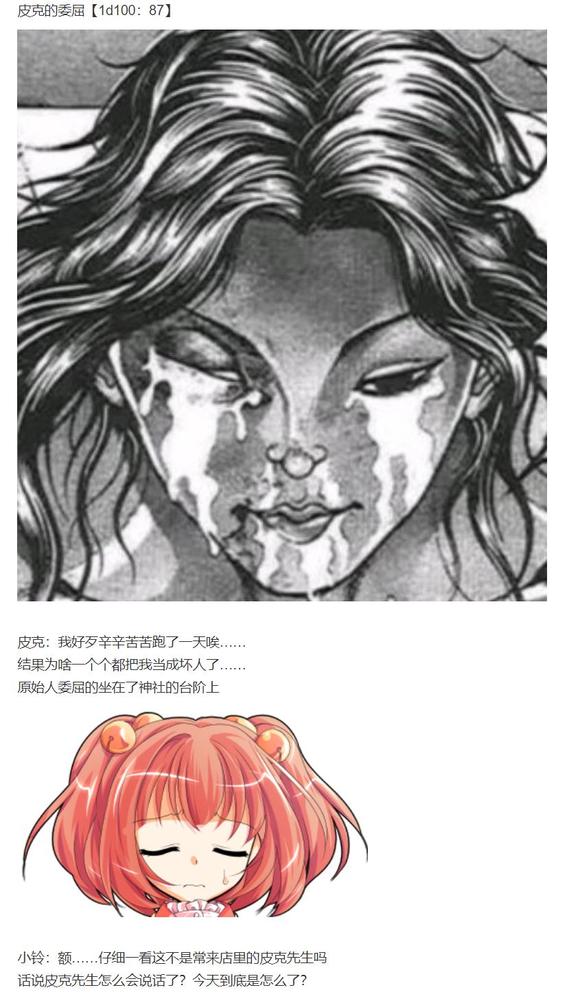 皮克的委屈【1d100：87】
皮克：我好歹辛辛苦苦跑了一天唉……
结果为啥一个个都把我当成坏人了……
原始人委屈的坐在了神社的台阶上
小铃：额……仔细一看这不是常来店里的皮克先生吗
话说皮克先生怎么会说话了？今天到底是怎么了？